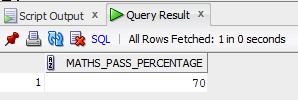 Script Output x Query Result x
SQL | All Rows Fetched: 1 in 0 seconds
MATHS_PASS_PERCENTAGE
1 70